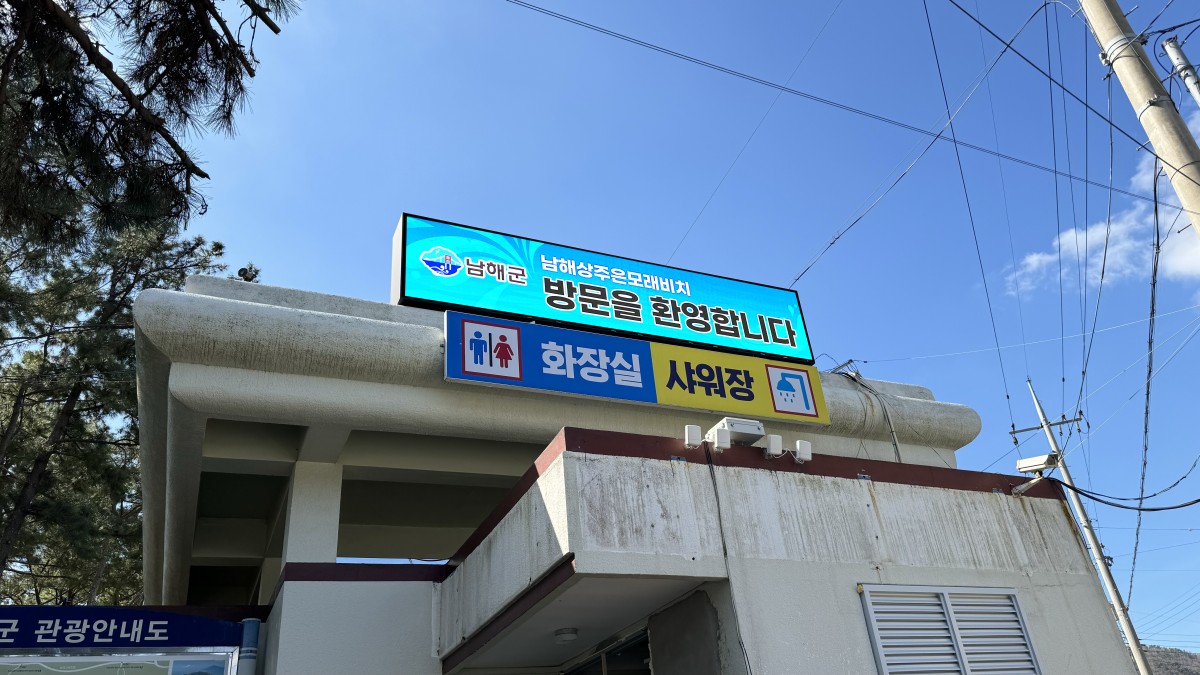 남해군
남해상주은모래비치
방문을 환영합니다
화장실 샤워장
군 관광안내도